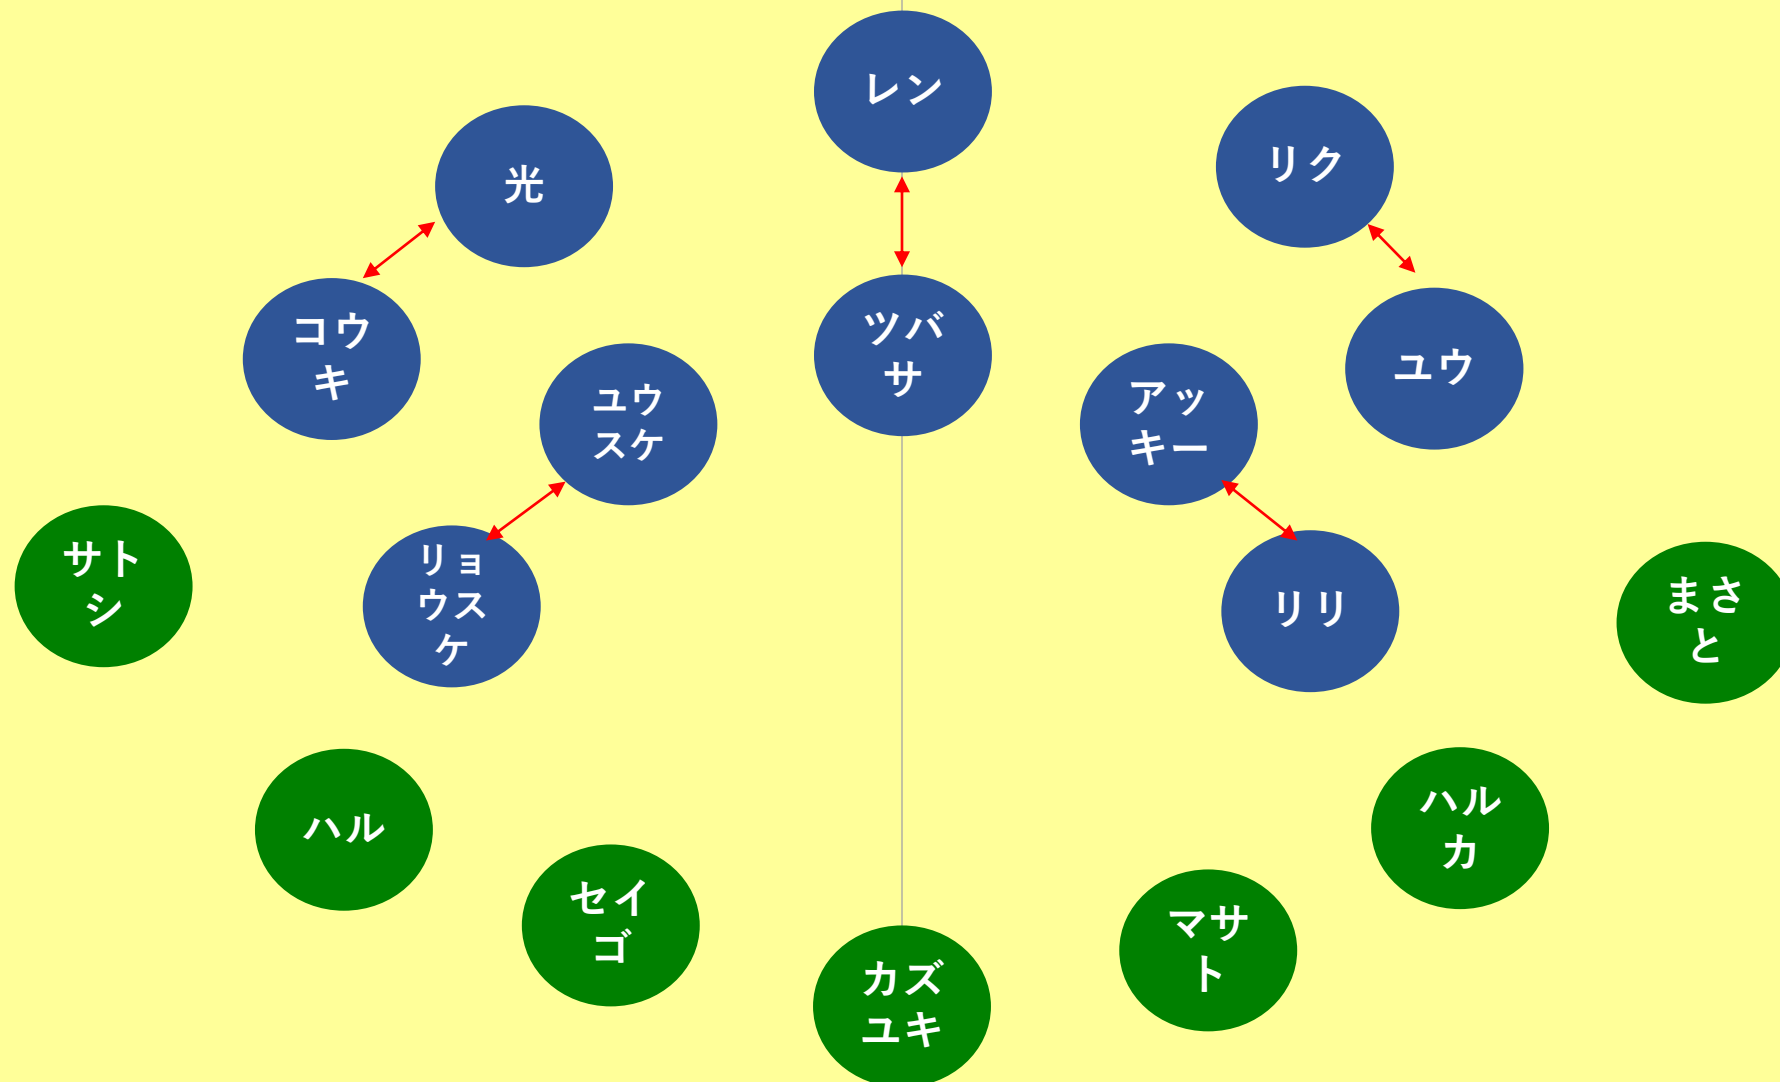 レン
リク
光
コウ
キ
ツバ
サ
ユウ
ユウ
スケ
アッ
キー
リョ
ウス
ケ
リリ
サト
シ
まさ
と
ハル
ハル
カ
セイ
ゴ
マサ
ト
カズ
ユキ